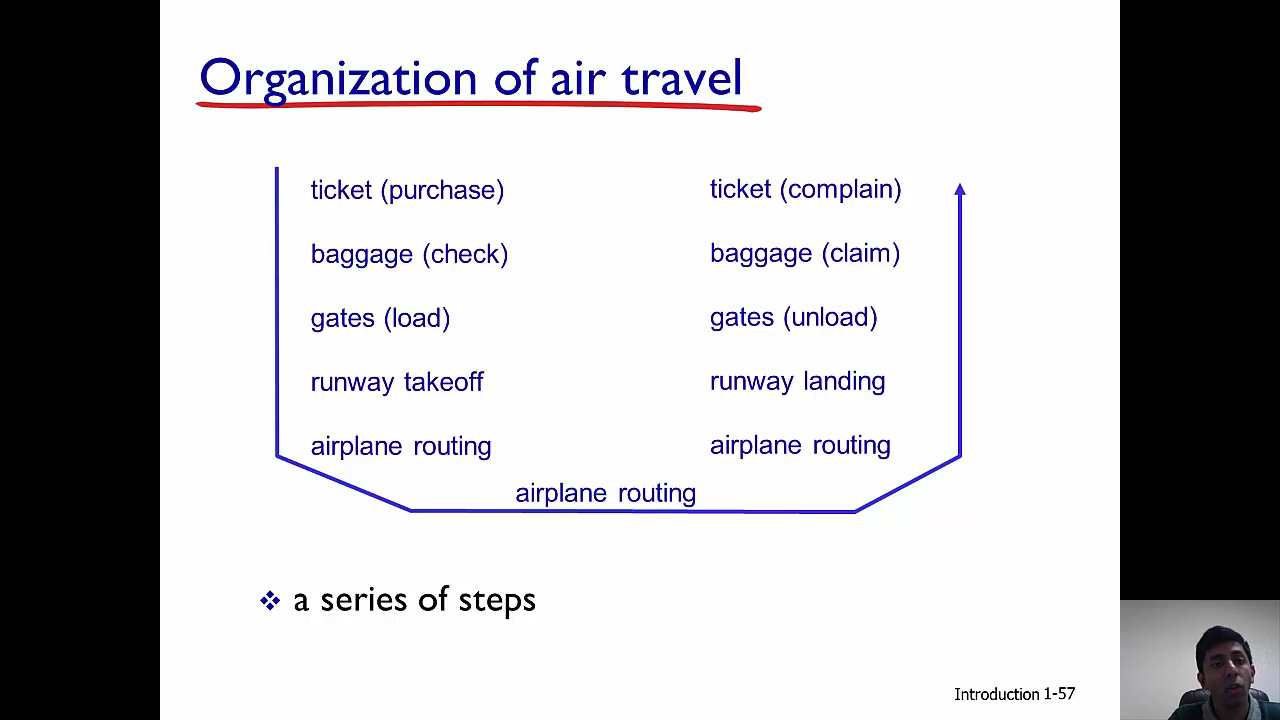 Organization of air travel
ticket (purchase)
baggage (check)
gates (load)
runway takeoff
airplane routing
ticket (complain)
baggage (claim)
gates (unload)
runway landing
airplane routing
airplane routing
a series of steps
Introduction 1-57